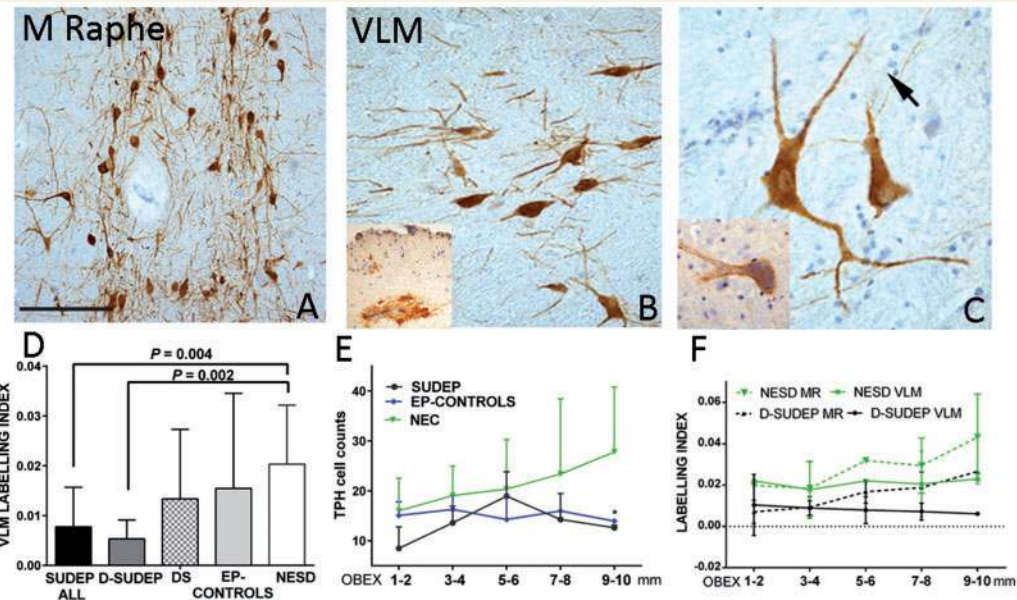 M Raphe
VLM
A
B
C
D
E
F
P = 0.004
P = 0.002
0.04
0.03
0.02
0.01
0.00
VLM LABELLING INDEX
SUDEP D-SUDEP DS EP- NESD
ALL CONTROLS
SUDEP
EP-CONTROLS
NEC
40
30
20
10
TPH cell counts
*
OBEX 1-2 3-4 5-6 7-8 9-10 mm
NESD MR NESD VLM
D-SUDEP MR D-SUDEP VLM
0.06
0.04
0.02
0.00
-0.02
LABELLING INDEX
OBEX 1-2 3-4 5-6 7-8 9-10 mm